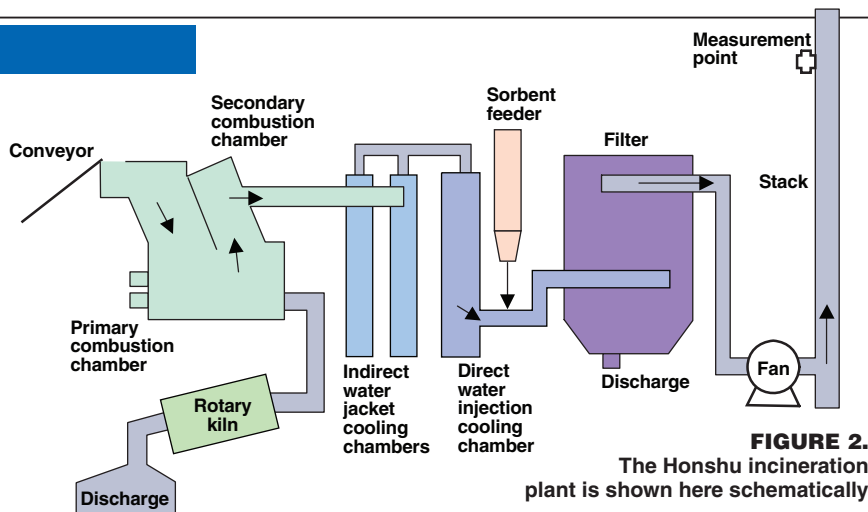 Measurement
point
Sorbent
feeder
Secondary
combustion
chamber
Conveyor
Filter
Stack
Primary
combustion
chamber
Indirect
water
jacket
cooling
chambers
Direct
water
injection
cooling
chamber
Discharge
Fan
Rotary
kiln
Discharge
FIGURE 2.
The Honshu incineration
plant is shown here schematically